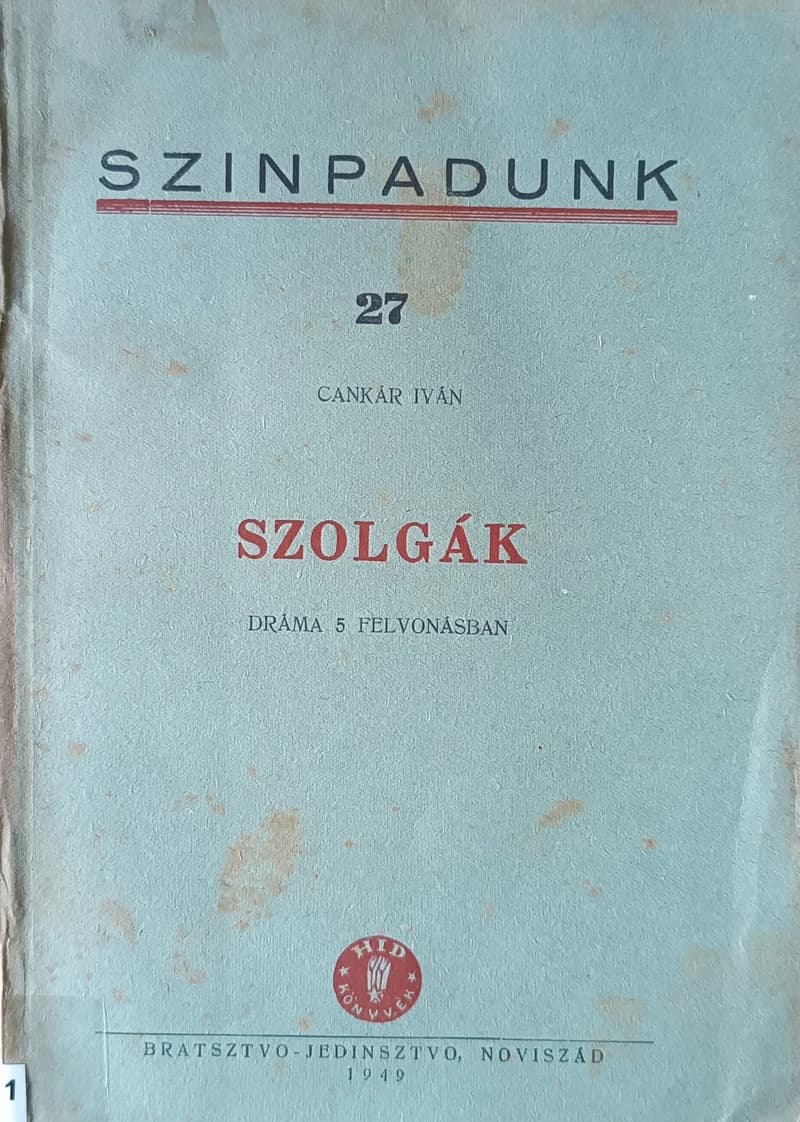 SZINPADUNK
27
CANKÁR IVÁN
SZOLGÁK
DRÁMA 5 FELVONÁSBAN
HID
KÖNYVEK
BRATSZTVO-JEDINSZTVO, NOVISZÁD
1949
1